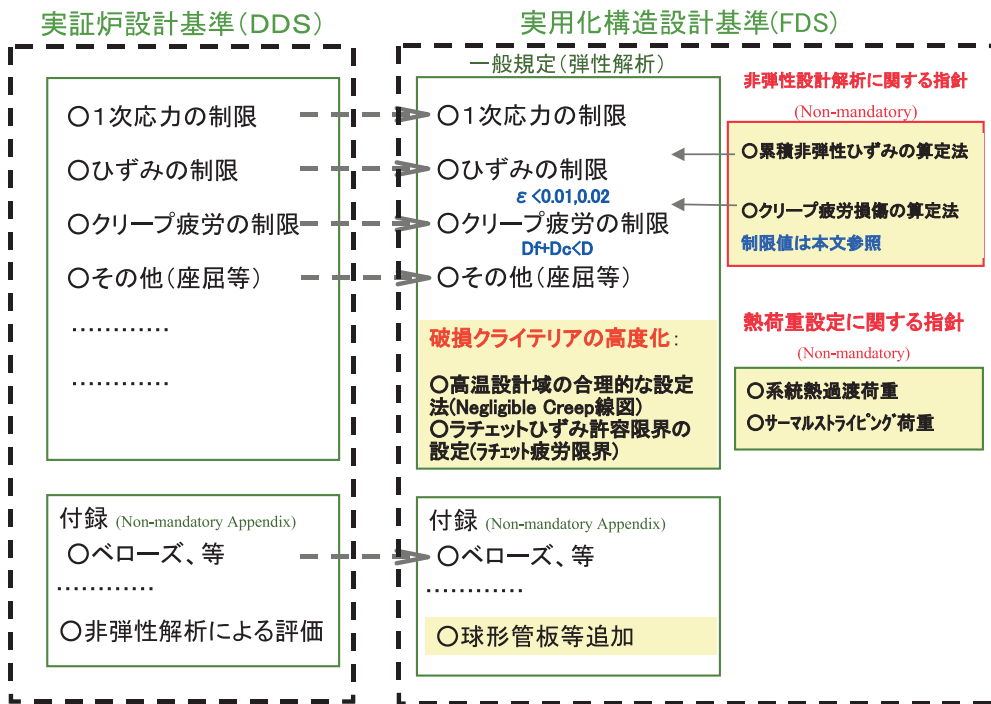 実証炉設計基準(DDS)
○1次応力の制限
○ひずみの制限
○クリープ疲労の制限
○その他(座屈等)
…………
…………
付録 (Non-mandatory Appendix)
○ベローズ、等
…………
○非弾性解析による評価
実用化構造設計基準(FDS)
一般規定(弾性解析)
○1次応力の制限
○ひずみの制限
ε<0.01,0.02
○クリープ疲労の制限
Df+Dc<D
○その他(座屈等)
破損クライテリアの高度化:
○高温設計域の合理的な設定
法(Negligible Creep線図)
○ラチェットひずみ許容限界の
設定(ラチェット疲労限界)
付録 (Non-mandatory Appendix)
○ベローズ、等
…………
○球形管板等追加
非弾性設計解析に関する指針
(Non-mandatory)
○累積非弾性ひずみの算定法
○クリープ疲労損傷の算定法
制限値は本文参照
熱荷重設定に関する指針
(Non-mandatory)
○系統熱過渡荷重
○サーマルストライピング荷重